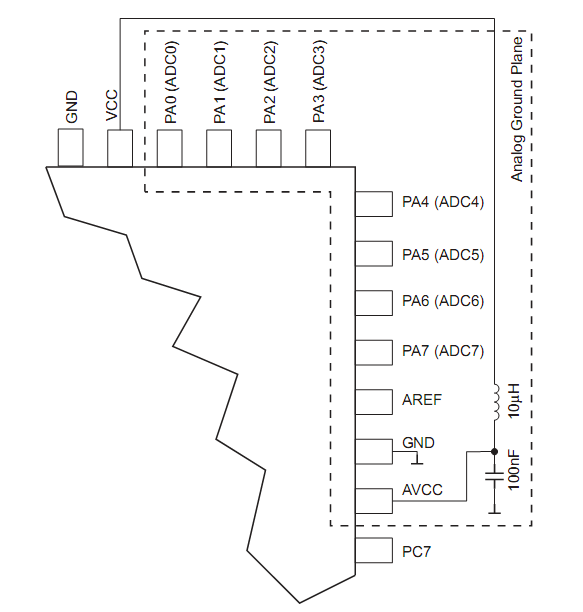 GND
VCC
PA0 (ADC0)
PA1 (ADC1)
PA2 (ADC2)
PA3 (ADC3)
Analog Ground Plane
PA4 (ADC4)
PA5 (ADC5)
PA6 (ADC6)
PA7 (ADC7)
AREF
10µH
GND
AVCC
100nF
PC7